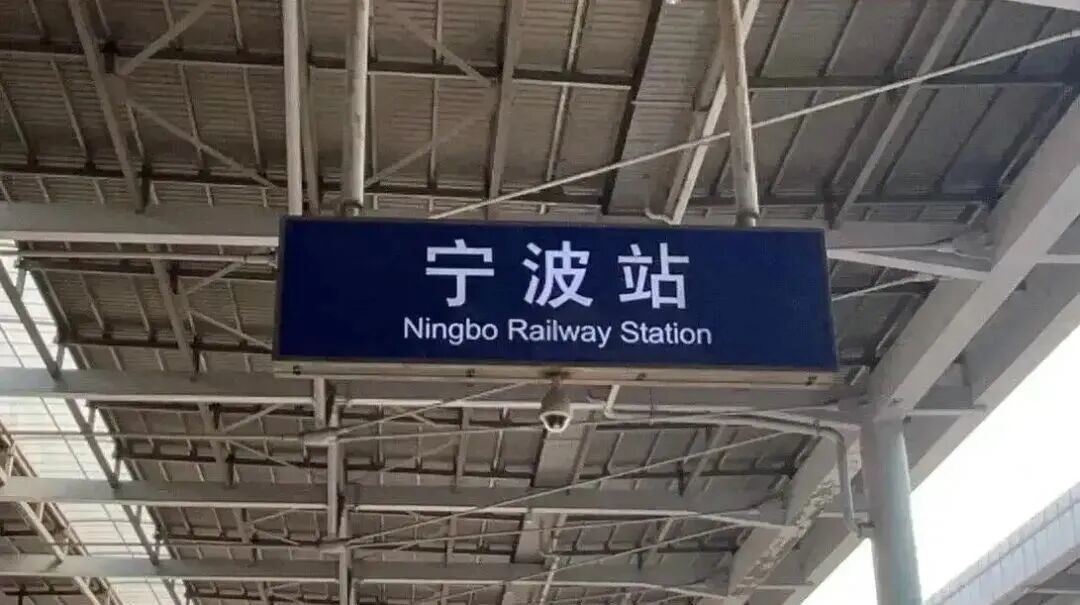 宁波站
Ningbo Railway Station